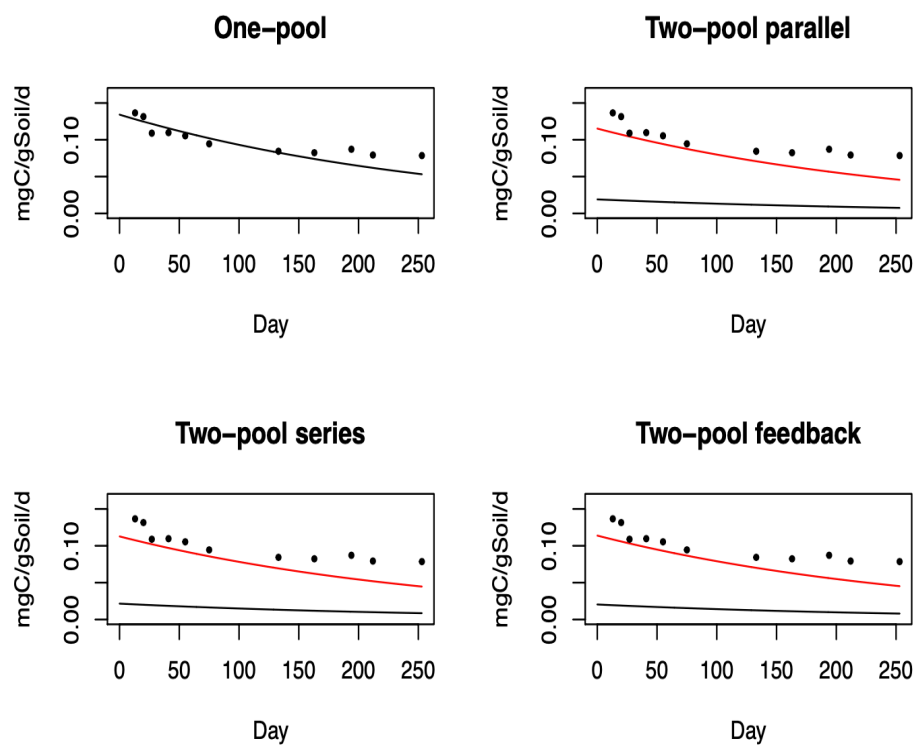 One-pool
mgC/gSoil/d
0.00 0.10
0 50 100 150 200 250
Day
Two-pool parallel
mgC/gSoil/d
0.00 0.10
0 50 100 150 200 250
Day
Two-pool series
mgC/gSoil/d
0.00 0.10
0 50 100 150 200 250
Day
Two-pool feedback
mgC/gSoil/d
0.00 0.10
0 50 100 150 200 250
Day